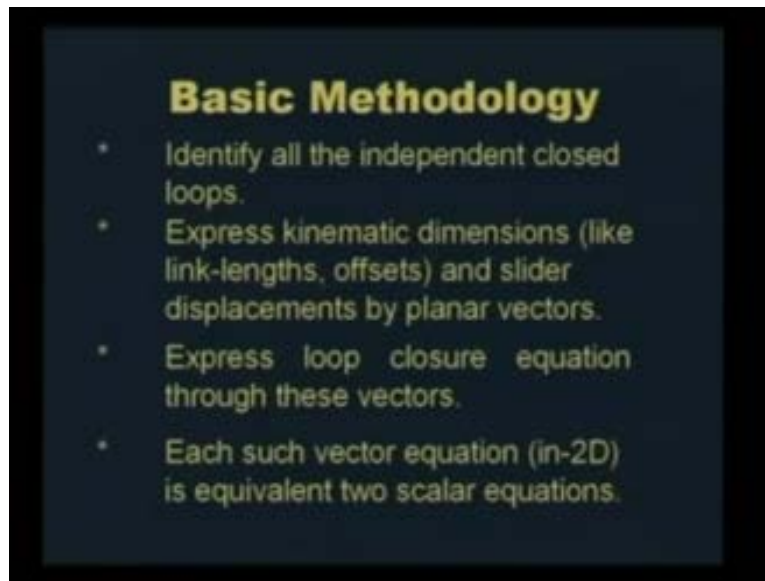 Basic Methodology
* Identify all the independent closed
loops.
* Express kinematic dimensions (like
link-lengths, offsets) and slider
displacements by planar vectors.
* Express loop closure equation
through these vectors.
* Each such vector equation (in-2D)
is equivalent two scalar equations.